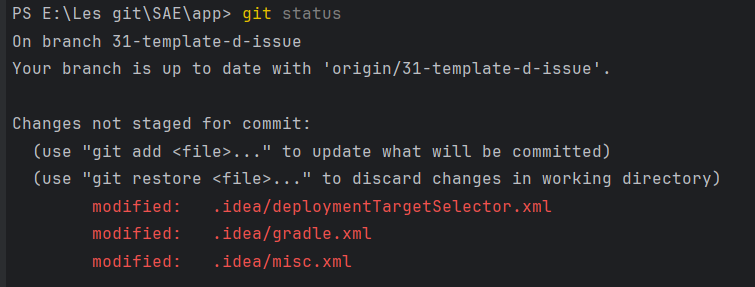 PS E:\Les git\SAE\app> git status
On branch 31-template-d-issue
Your branch is up to date with 'origin/31-template-d-issue'.
Changes not staged for commit:
(use "git add <file>..." to update what will be committed)
(use "git restore <file>..." to discard changes in working directory)
modified:   .idea/deploymentTargetSelector.xml
modified:   .idea/gradle.xml
modified:   .idea/misc.xml